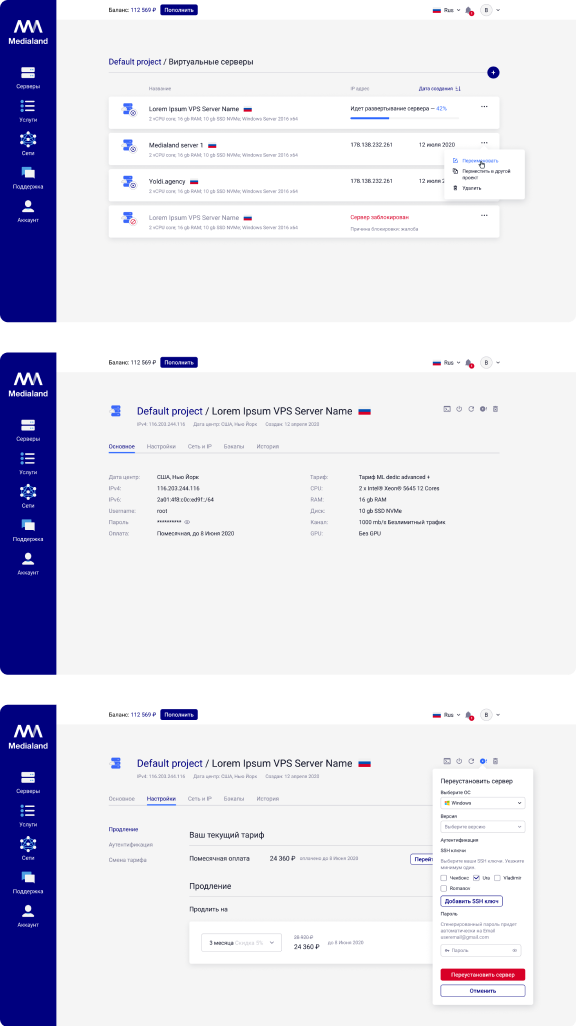 Medialand
Серверы
Услуги
Сети
Поддержка
Аккаунт
Баланс: 112 569 ₽ Пополнить
Rus
В
Default project / Виртуальные серверы
Название IP адрес Дата создания
Lorem Ipsum VPS Server Name Идет развертывание сервера — 42%
2 vCPU core; 16 gb RAM; 10 gb SSD NVMe; Windows Server 2016 x64
Medialand server 1 178.138.232.261 12 июля 2020
2 vCPU core; 16 gb RAM; 10 gb SSD NVMe; Windows Server 2016 x64
Переименовать
Переместить в другой
проект
Удалить
Yoldi.agency 178.138.232.261 12 июля
2 vCPU core; 16 gb RAM; 10 gb SSD NVMe; Windows Server 2016 x64
Lorem Ipsum VPS Server Name Сервер заблокирован
2 vCPU core; 16 gb RAM; 10 gb SSD NVMe; Windows Server 2016 x64 Причина блокировки: жалоба
Medialand
Серверы
Услуги
Сети
Поддержка
Аккаунт
Баланс: 112 569 ₽ Пополнить
Rus
В
Default project / Lorem Ipsum VPS Server Name
IPv4: 116.203.244.116 Дата центр: США, Нью Йорк Создан: 12 апреля 2020
Основное Настройки Сеть и IP Бэкапы История
Дата центр: США, Нью Йорк Тариф: Тариф ML dedic advanced +
IPv4: 116.203.244.116 CPU: 2 x Intel® Xeon® 5645 12 Cores
IPv6: 2a01:4f8:c0c:ed9f::/64 RAM: 16 gb RAM
Username: root Диск: 10 gb SSD NVMe
Пароль ********** Канал: 1000 mb/s Безлимитный трафик
Оплата: Помесячная, до 8 Июня 2020 GPU: Без GPU
Medialand
Серверы
Услуги
Сети
Поддержка
Аккаунт
Баланс: 112 569 ₽ Пополнить
Rus
В
Default project / Lorem Ipsum VPS Server Name
IPv4: 116.203.244.116 Дата центр: США, Нью Йорк Создан: 12 апреля 2020
Основное Настройки Сеть и IP Бэкапы История
Продление
Аутентификация
Смена тарифа
Ваш текущий тариф
Помесячная оплата 24 360 ₽ оплачено до 8 Июня 2020 Перей
Продление
Продлить на
3 месяца Скидка 5% 28 920 ₽ до 8 Июня 2020
24 360 ₽
Переустановить сервер
Выберите ОС
Windows
Версия
Выберите версию
Аутентификация
SSH ключи
Выберите ваши SSH ключи. Укажите
минимум один.
Чекбокс Ura Vladimir
Romance
Добавить SSH ключ
Пароль
Сгенерированный пароль придет
автоматически на Email
useremail@gmail.com
Пароль
Переустановить сервер
Отменить